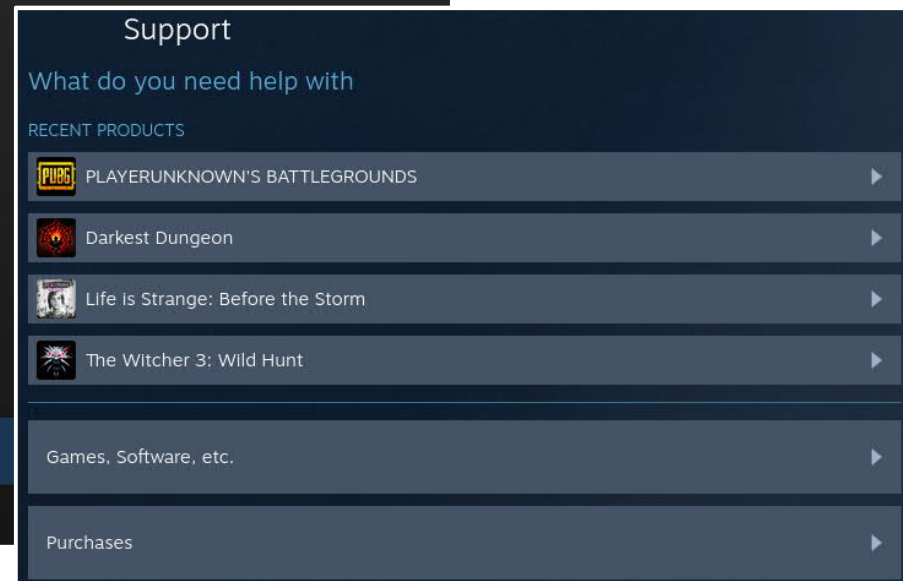 Support
What do you need help with
RECENT PRODUCTS
PUBG PLAYERUNKNOWN'S BATTLEGROUNDS
Darkest Dungeon
Life is Strange: Before the Storm
The Witcher 3: Wild Hunt
Games, Software, etc.
Purchases